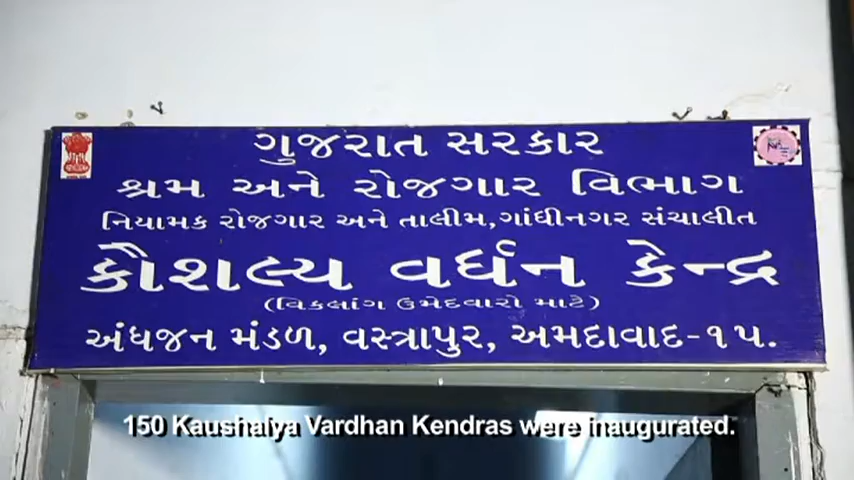 ગુજરાત સરકાર
શ્રમ અને રોજગાર વિભાગ
નિયામક રોજગાર અને તાલીમ,ગાંધીનગર સંચાલીત
કૌશલ્ય વર્ધન કેન્દ્ર
(વિકલાંગ ઉમેદવારો માટે)
અંધજન મંડળ, વસ્ત્રાપુર, અમદાવાદ-૧૫.
150 Kaushalya Vardhan Kendras were inaugurated.